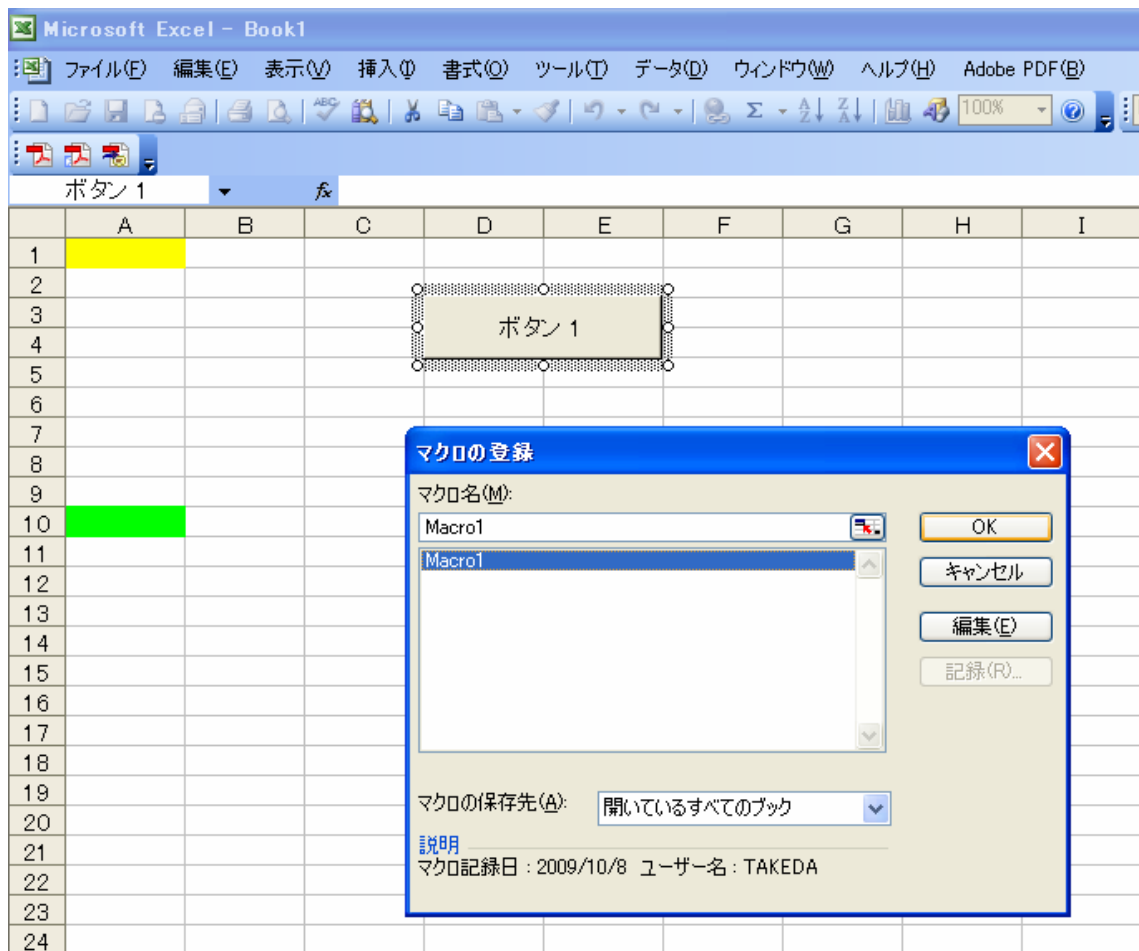 Microsoft Excel - Book1
ファイル(F) 編集(E) 表示(V) 挿入(I) 書式(O) ツール(T) データ(D) ウィンドウ(W) ヘルプ(H) Adobe PDF(B)
ABC Σ A Z Z A 100%
ボタン 1 fx
A B C D E F G H I
1
2
3
ボタン 1
4
5
6
7
マクロの登録
8
9
マクロ名(M):
10
Macro1 OK
11
Macro1
12
キャンセル
13
14
編集(E)
15
記録(R)...
16
17
18
19
マクロの保存先(A): 開いているすべてのブック
20
21
説明
マクロ記録日 : 2009/10/8 ユーザー名 : TAKEDA
22
23
24